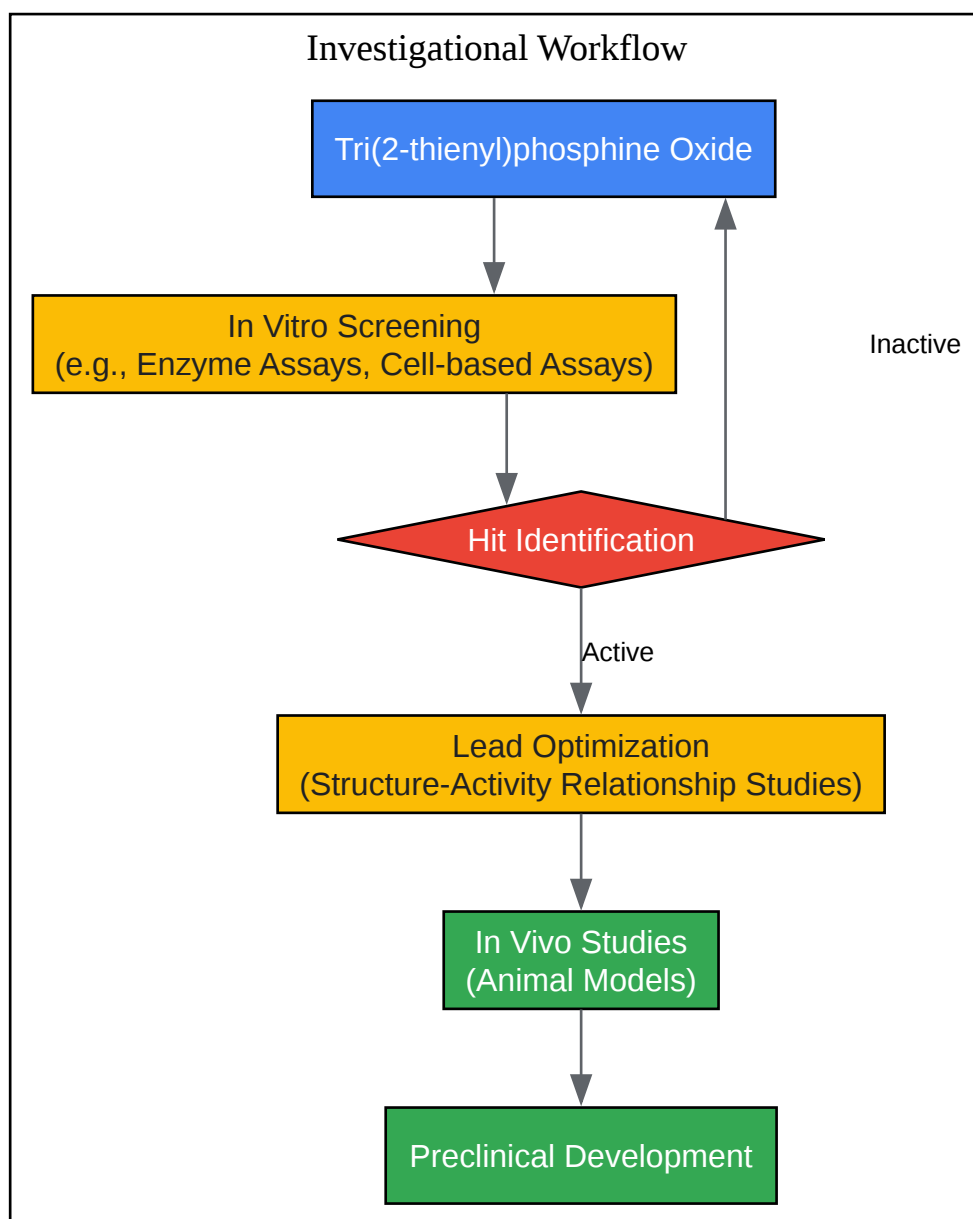 Investigational Workflow
Tri(2-thienyl)phosphine Oxide
In Vitro Screening
(e.g., Enzyme Assays, Cell-based Assays)
Inactive
Hit Identification
Active
Lead Optimization
(Structure-Activity Relationship Studies)
In Vivo Studies
(Animal Models)
Preclinical Development